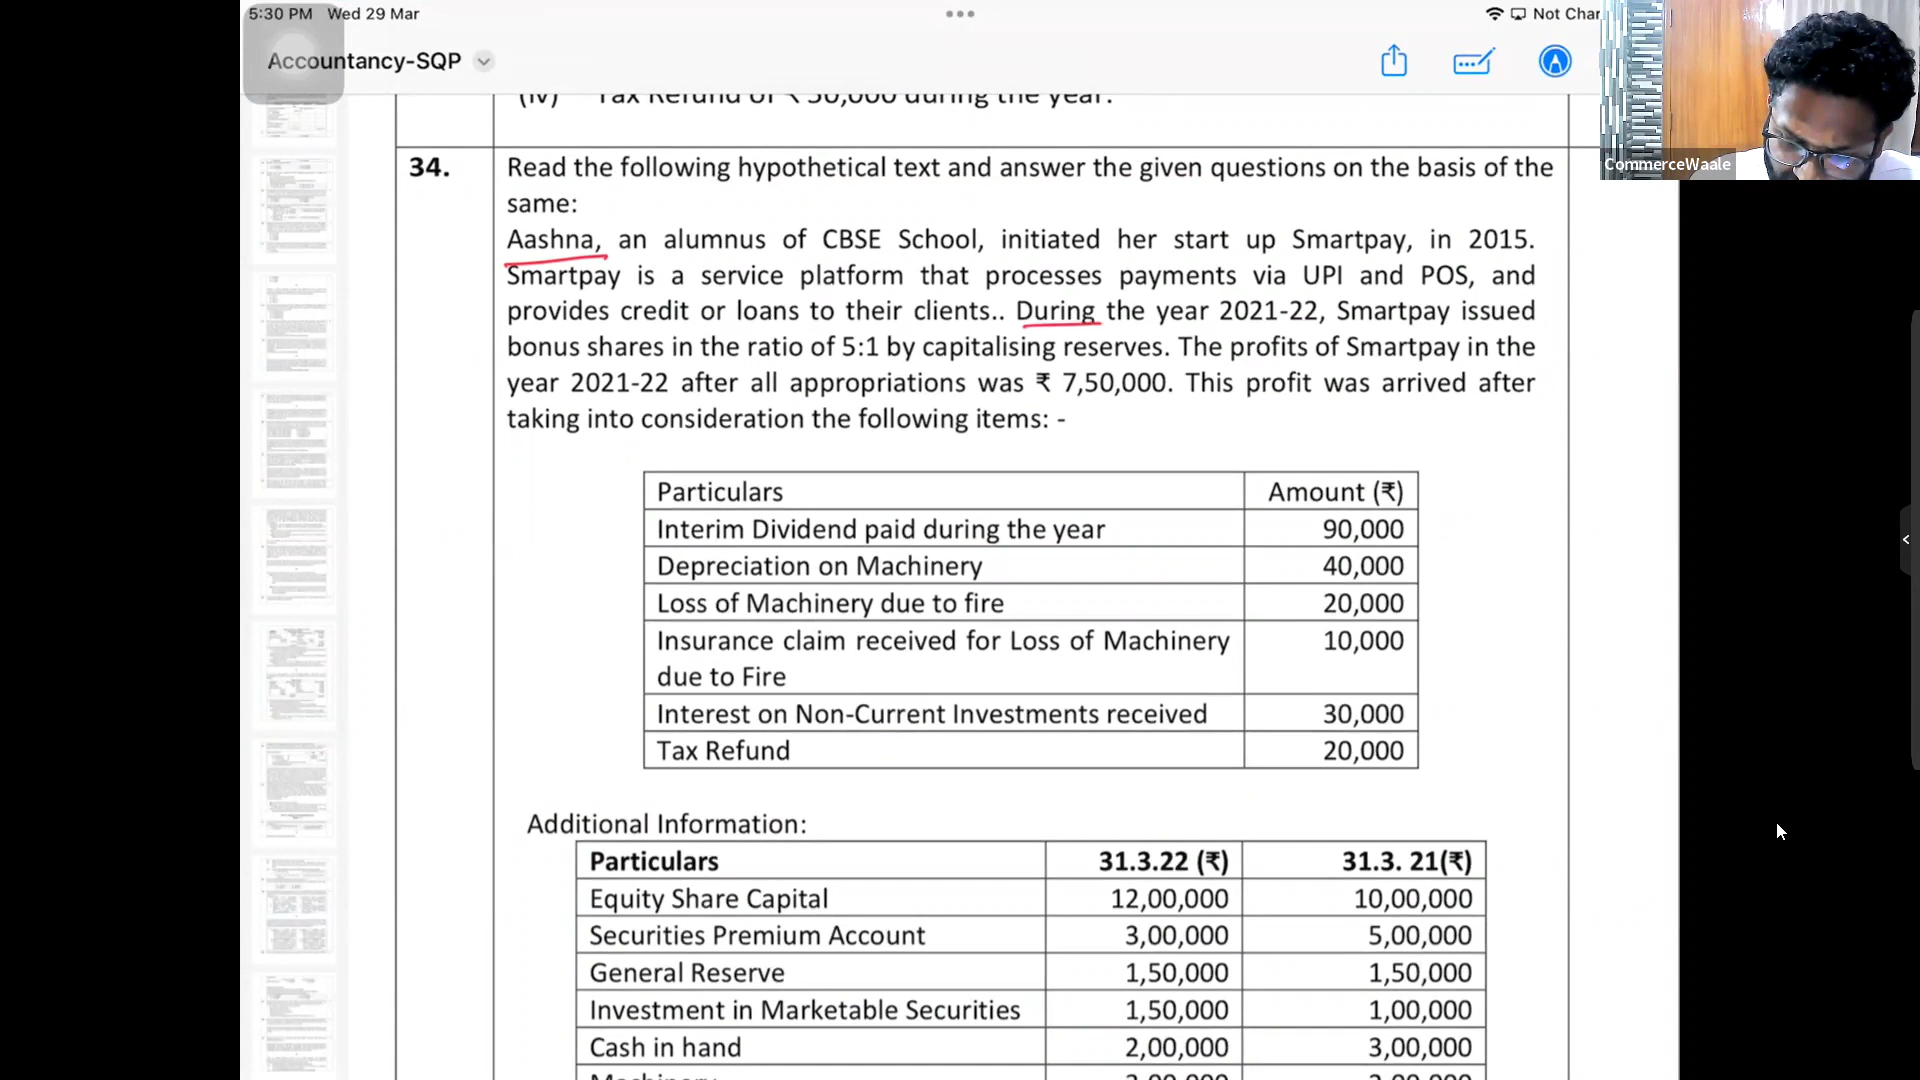 5:30 PM Wed 29 Mar
Not Char
Accountancy-SQP
CommerceWaale
(iv) Tax Refund of ₹ 50,000 during the year.
34. Read the following hypothetical text and answer the given questions on the basis of the
same:
Aashna, an alumnus of CBSE School, initiated her start up Smartpay, in 2015.
Smartpay is a service platform that processes payments via UPI and POS, and
provides credit or loans to their clients.. During the year 2021-22, Smartpay issued
bonus shares in the ratio of 5:1 by capitalising reserves. The profits of Smartpay in the
year 2021-22 after all appropriations was ₹ 7,50,000. This profit was arrived after
taking into consideration the following items: -
Particulars Amount (₹)
Interim Dividend paid during the year 90,000
Depreciation on Machinery 40,000
Loss of Machinery due to fire 20,000
Insurance claim received for Loss of Machinery 10,000
due to Fire
Interest on Non-Current Investments received 30,000
Tax Refund 20,000
Additional Information:
Particulars 31.3.22 (₹) 31.3. 21(₹)
Equity Share Capital 12,00,000 10,00,000
Securities Premium Account 3,00,000 5,00,000
General Reserve 1,50,000 1,50,000
Investment in Marketable Securities 1,50,000 1,00,000
Cash in hand 2,00,000 3,00,000
Machinery